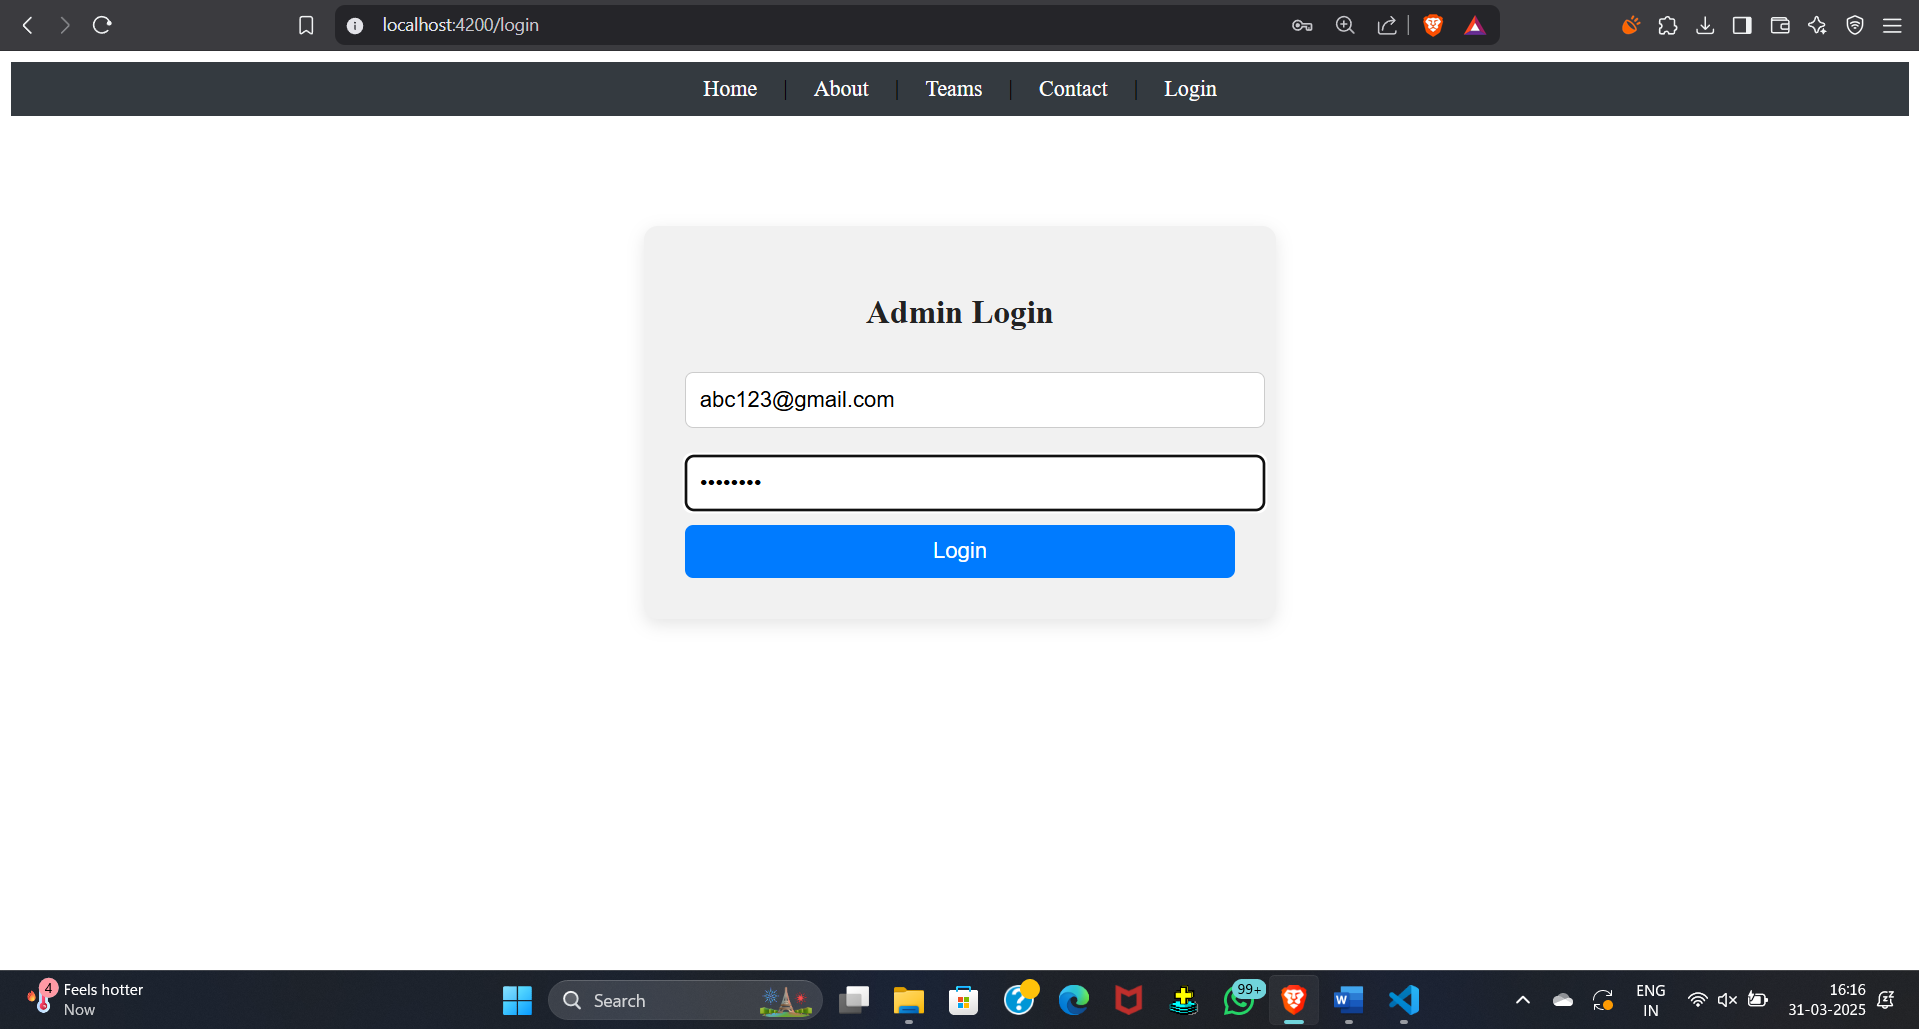 localhost:4200/login
Home | About | Teams | Contact | Login
Admin Login
abc123@gmail.com
••••••••
Login
4
Feels hotter
Now
Search
99+
W
ENG
IN
16:16
31-03-2025